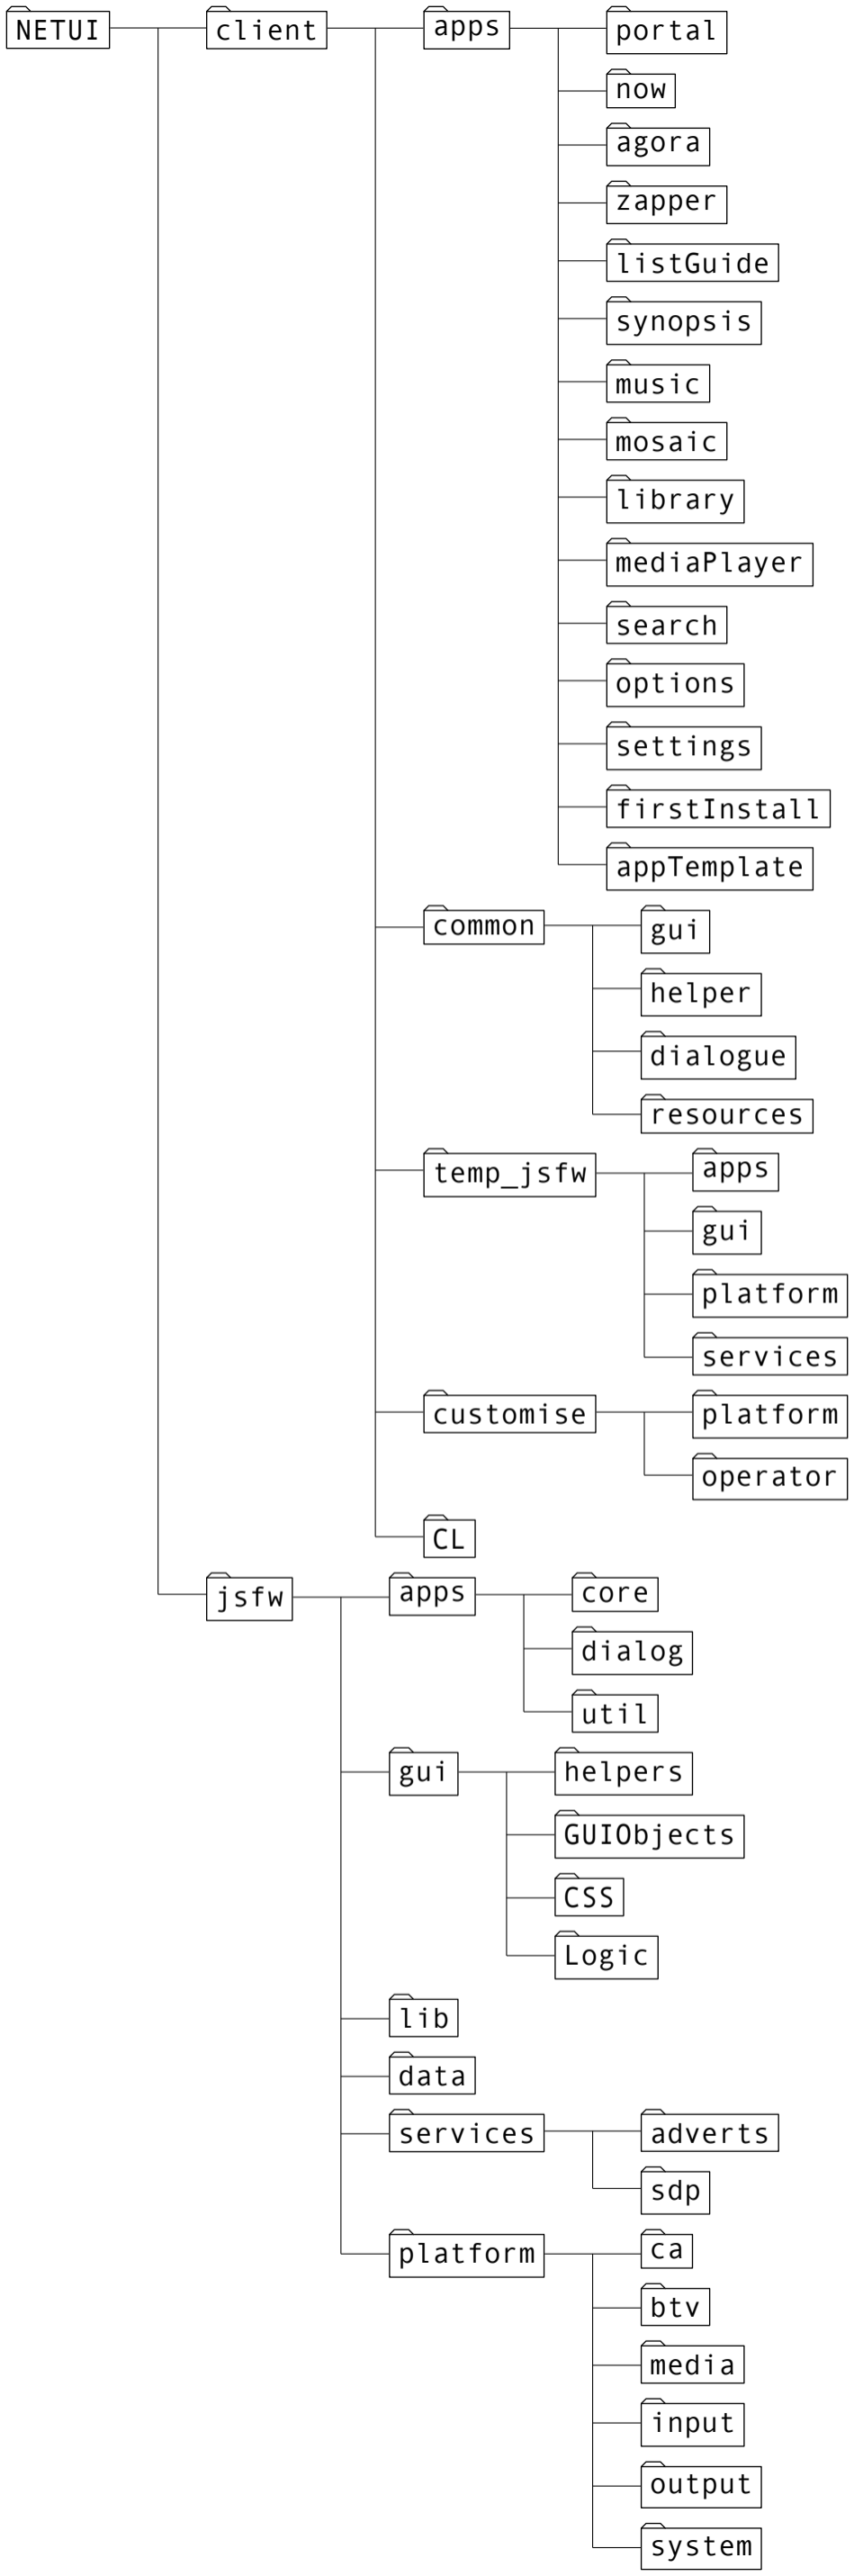 NETUI client apps portal
now
agora
zapper
listGuide
synopsis
music
mosaic
library
mediaPlayer
search
options
settings
firstInstall
appTemplate
common gui
helper
dialogue
resources
temp_jsfw apps
gui
platform
services
customise platform
operator
CL
jsfw apps core
dialog
util
gui helpers
GUIObjects
CSS
Logic
lib
data
services adverts
sdp
platform ca
btv
media
input
output
system